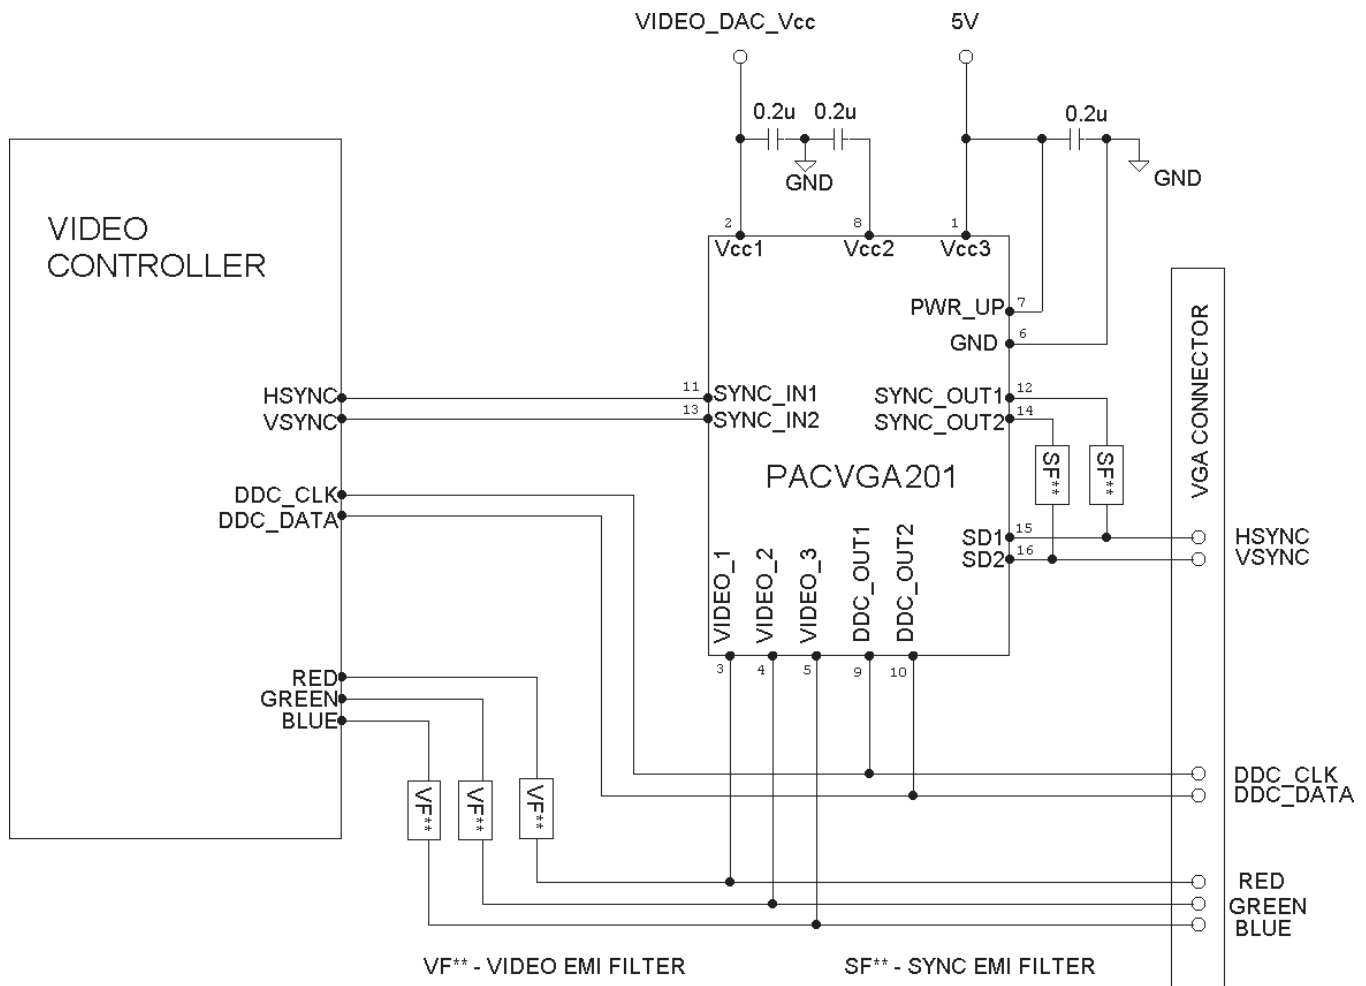 VIDEO_DAC_Vcc
5V
0.2u
0.2u
0.2u
GND
GND
VIDEO
CONTROLLER
2
8
1
Vcc1
Vcc2
Vcc3
PWR_UP
7
GND
6
HSYNC
VSYNC
11
SYNC_IN1
13
SYNC_IN2
SYNC_OUT1
12
SYNC_OUT2
14
VGA CONNECTOR
SF**
SF**
PACVGA201
DDC_CLK
DDC_DATA
SD1
15
SD2
16
HSYNC
VSYNC
VIDEO_1
VIDEO_2
VIDEO_3
DDC_OUT1
DDC_OUT2
3
4
5
9
10
RED
GREEN
BLUE
VF**
VF**
VF**
DDC_CLK
DDC_DATA
RED
GREEN
BLUE
VF** - VIDEO EMI FILTER
SF** - SYNC EMI FILTER